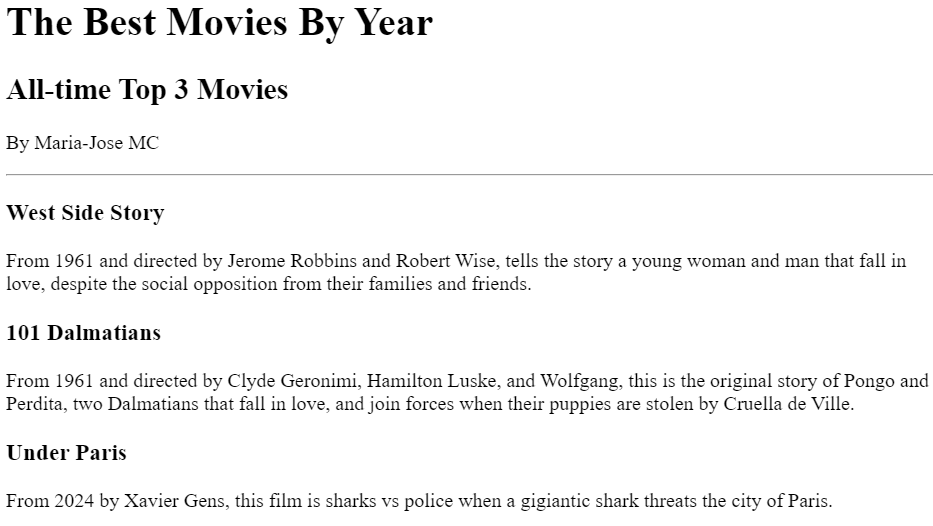 The Best Movies By Year
All-time Top 3 Movies
By Maria-Jose MC
West Side Story
From 1961 and directed by Jerome Robbins and Robert Wise, tells the story a young woman and man that fall in
love, despite the social opposition from their families and friends.
101 Dalmatians
From 1961 and directed by Clyde Geronimi, Hamilton Luske, and Wolfgang, this is the original story of Pongo and
Perdita, two Dalmatians that fall in love, and join forces when their puppies are stolen by Cruella de Ville.
Under Paris
From 2024 by Xavier Gens, this film is sharks vs police when a gigiantic shark threats the city of Paris.